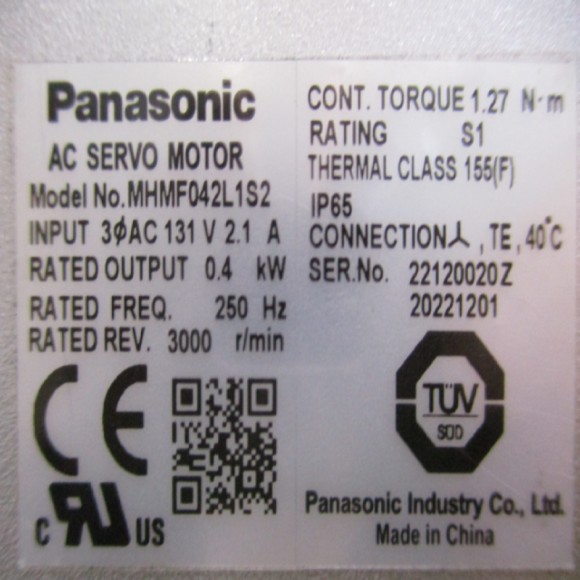 Panasonic
AC SERVO MOTOR
Model No.MHMF042L1S2
INPUT 3ϕAC 131 V 2.1 A
RATED OUTPUT 0.4 kW
RATED FREQ. 250 Hz
RATED REV. 3000 r/min
CE
C UR US
CONT. TORQUE 1.27 N·m
RATING S1
THERMAL CLASS 155(F)
IP65
CONNECTION⅄, TE, 40°C
SER.No. 22120020Z
20221201
TÜV
SÜD
Panasonic Industry Co., Ltd.
Made in China